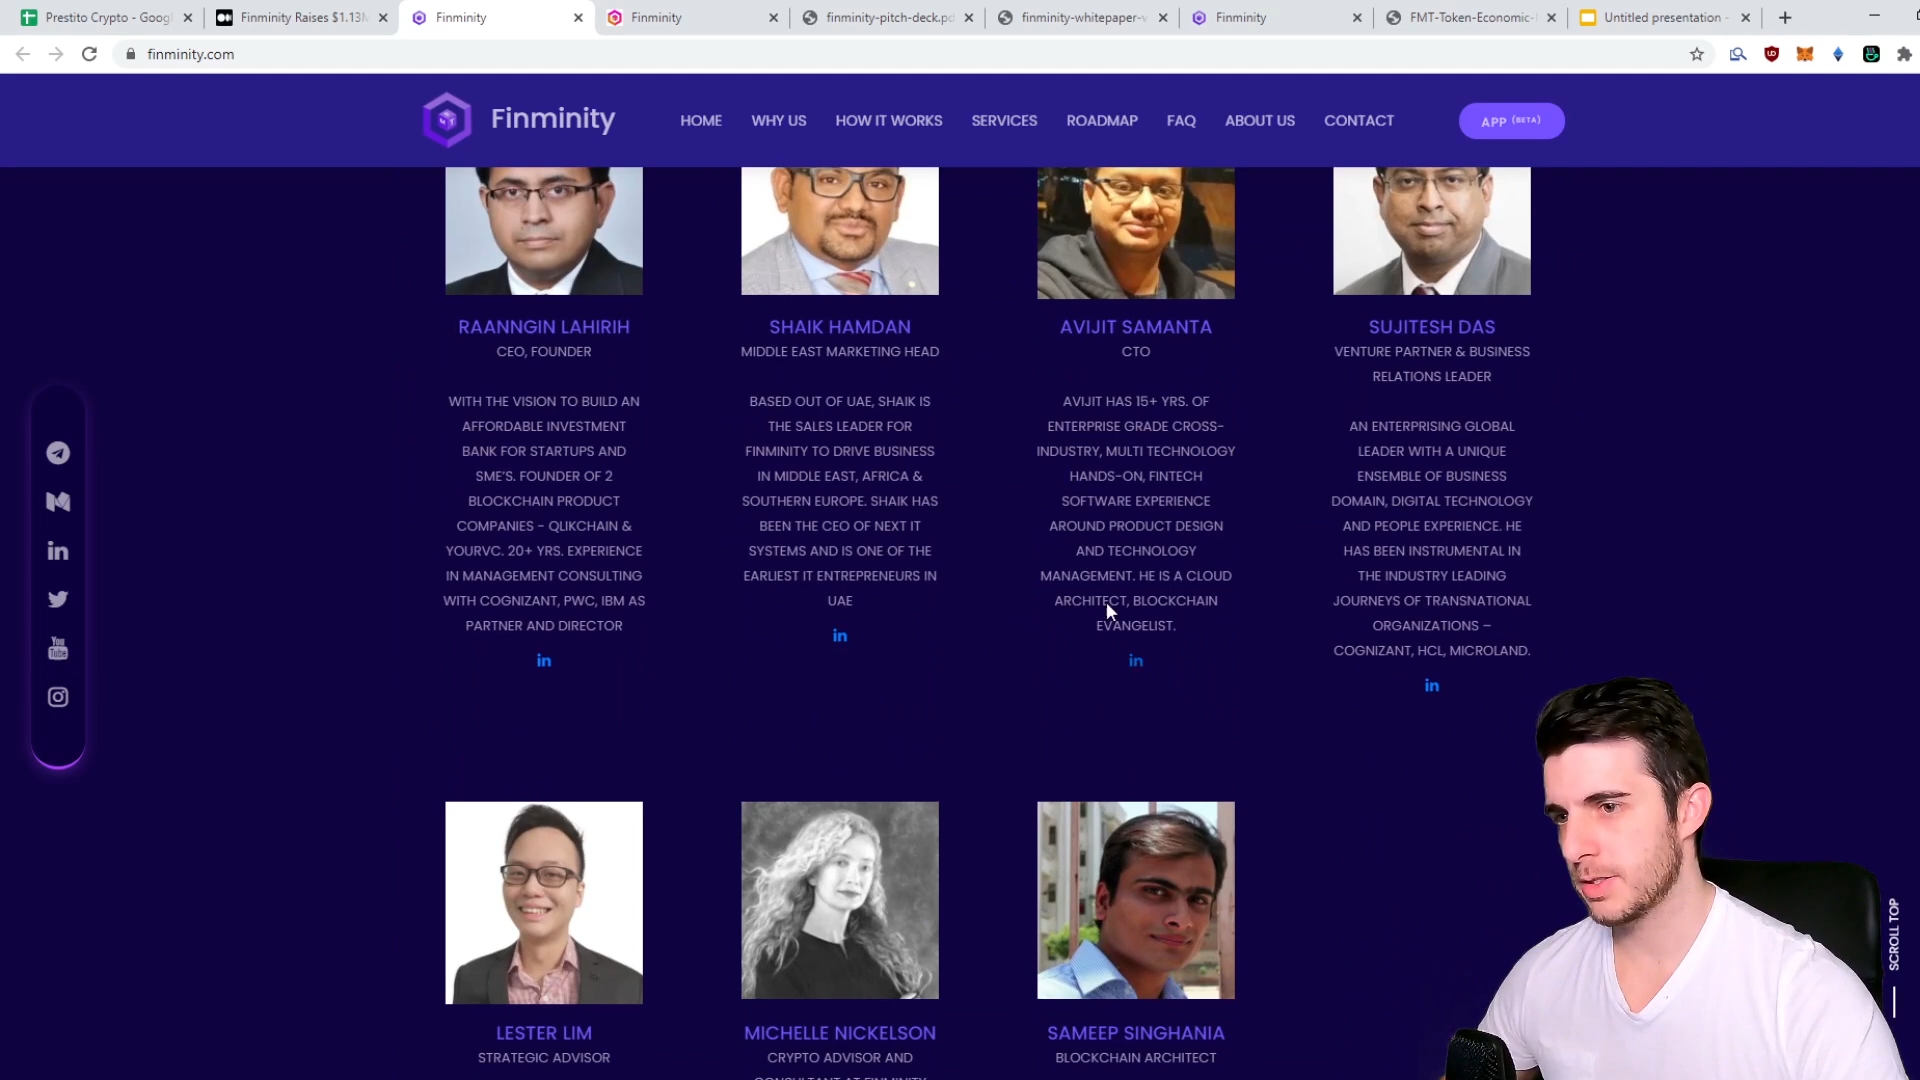 Prestito Crypto - Goog
Finminity Raises $1.13
Finminity
Finminity
finminity-pitch-deck.pd
finminity-whitepaper-v
Finminity
FMT-Token-Economic-
Untitled presentation -
finminity.com
Finminity
HOME
WHY US
HOW IT WORKS
SERVICES
ROADMAP
FAQ
ABOUT US
CONTACT
APP (BETA)
RAANNGIN LAHIRIH
CEO, FOUNDER
WITH THE VISION TO BUILD AN
AFFORDABLE INVESTMENT
BANK FOR STARTUPS AND
SME'S. FOUNDER OF 2
BLOCKCHAIN PRODUCT
COMPANIES - QLIKCHAIN &
YOURVC. 20+ YRS. EXPERIENCE
IN MANAGEMENT CONSULTING
WITH COGNIZANT, PWC, IBM AS
PARTNER AND DIRECTOR
in
SHAIK HAMDAN
MIDDLE EAST MARKETING HEAD
BASED OUT OF UAE, SHAIK IS
THE SALES LEADER FOR
FINMINITY TO DRIVE BUSINESS
IN MIDDLE EAST, AFRICA &
SOUTHERN EUROPE. SHAIK HAS
BEEN THE CEO OF NEXT IT
SYSTEMS AND IS ONE OF THE
EARLIEST IT ENTREPRENEURS IN
UAE
in
AVIJIT SAMANTA
CTO
AVIJIT HAS 15+ YRS. OF
ENTERPRISE GRADE CROSS-
INDUSTRY, MULTI TECHNOLOGY
HANDS-ON, FINTECH
SOFTWARE EXPERIENCE
AROUND PRODUCT DESIGN
AND TECHNOLOGY
MANAGEMENT. HE IS A CLOUD
ARCHITECT, BLOCKCHAIN
EVANGELIST.
in
SUJITESH DAS
VENTURE PARTNER & BUSINESS
RELATIONS LEADER
AN ENTERPRISING GLOBAL
LEADER WITH A UNIQUE
ENSEMBLE OF BUSINESS
DOMAIN, DIGITAL TECHNOLOGY
AND PEOPLE EXPERIENCE. HE
HAS BEEN INSTRUMENTAL IN
THE INDUSTRY LEADING
JOURNEYS OF TRANSNATIONAL
ORGANIZATIONS –
COGNIZANT, HCL, MICROLAND.
in
in
You
Tube
LESTER LIM
STRATEGIC ADVISOR
MICHELLE NICKELSON
CRYPTO ADVISOR AND
CONSULTANT AT FINMINITY
SAMEEP SINGHANIA
BLOCKCHAIN ARCHITECT
SCROLL TOP